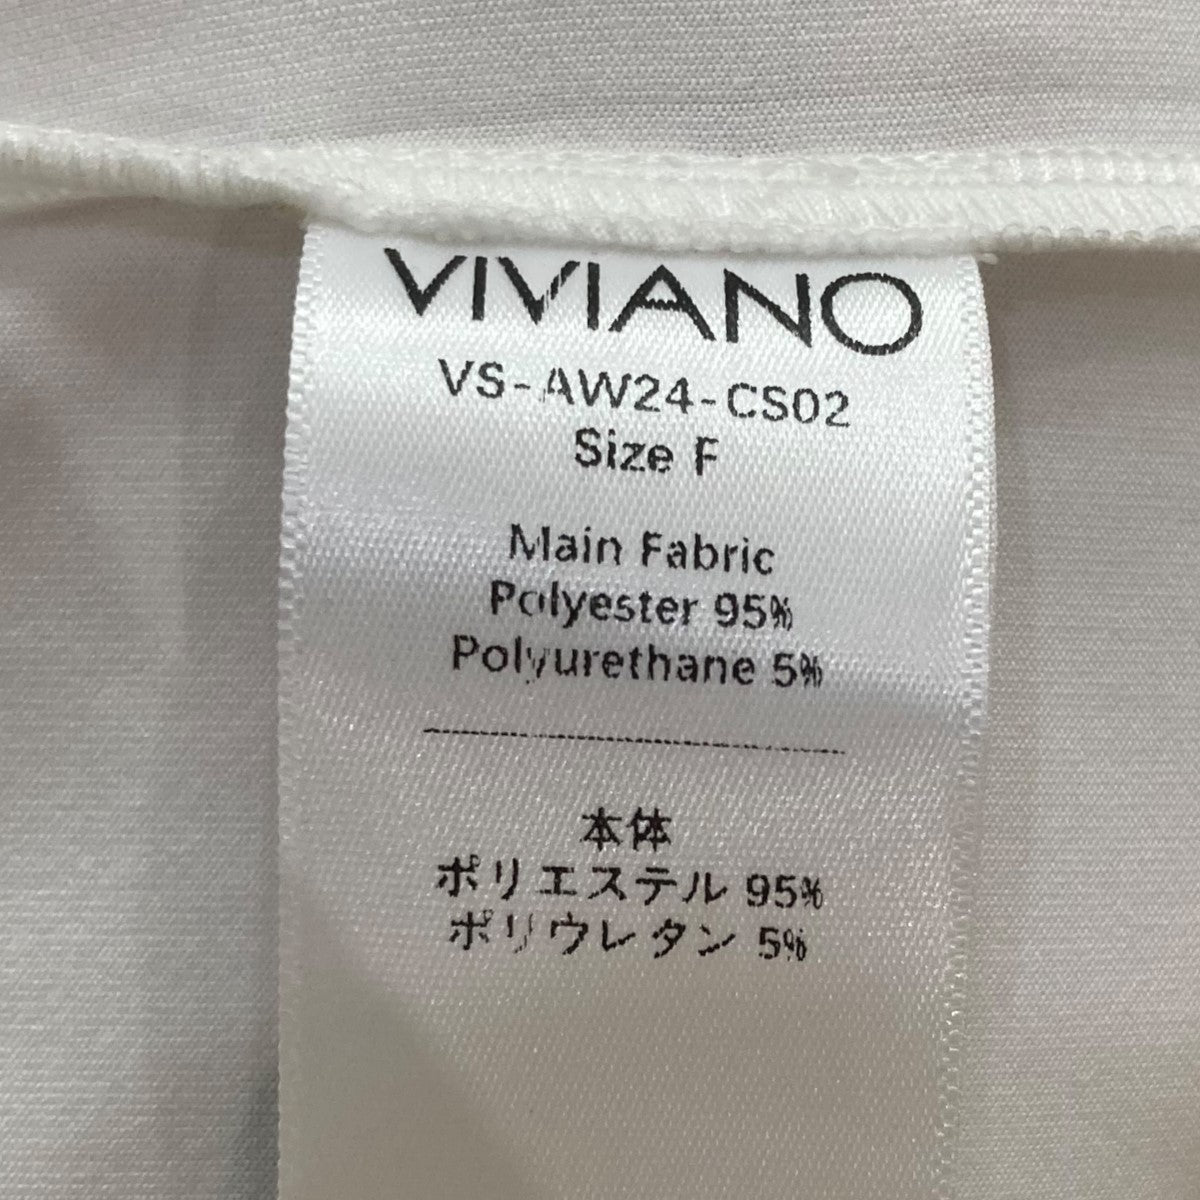 VIVIANO
VS-AW24-CS02
Size F
Main Fabric
Polyester 95%
Polyurethane 5%
本体
ポリエステル 95%
ポリウレタン 5%